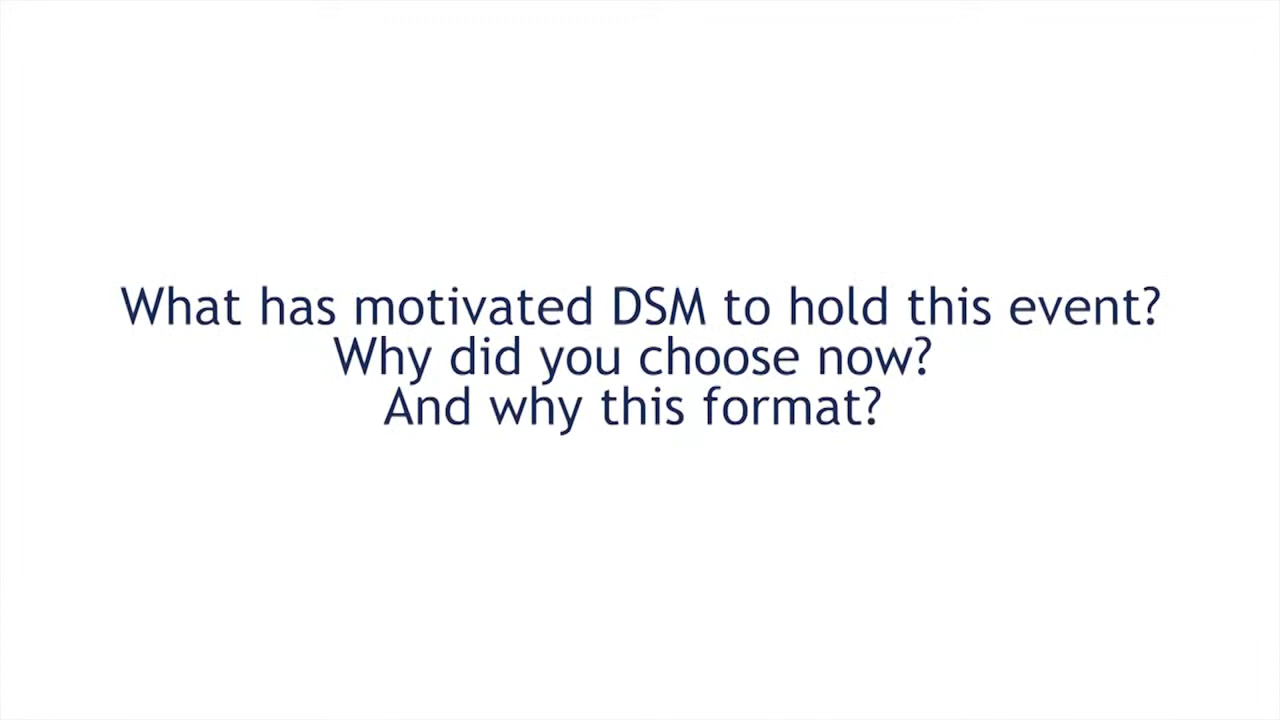 What has motivated DSM to hold this event?
Why did you choose now?
And why this format?